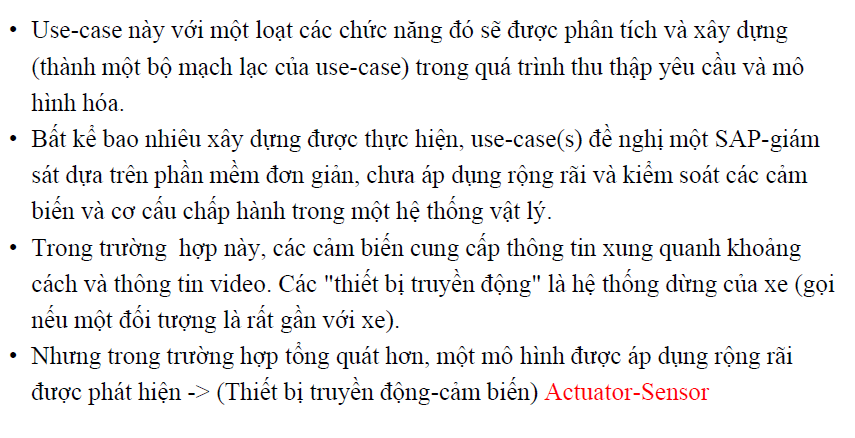 • Use-case này với một loạt các chức năng đó sẽ được phân tích và xây dựng
(thành một bộ mạch lạc của use-case) trong quá trình thu thập yêu cầu và mô
hình hóa.
• Bất kể bao nhiêu xây dựng được thực hiện, use-case(s) đề nghị một SAP-giám
sát dựa trên phần mềm đơn giản, chưa áp dụng rộng rãi và kiểm soát các cảm
biến và cơ cấu chấp hành trong một hệ thống vật lý.
• Trong trường hợp này, các cảm biến cung cấp thông tin xung quanh khoảng
cách và thông tin video. Các "thiết bị truyền động" là hệ thống dừng của xe (gọi
nếu một đối tượng là rất gần với xe).
• Nhưng trong trường hợp tổng quát hơn, một mô hình được áp dụng rộng rãi
được phát hiện -> (Thiết bị truyền động-cảm biến) Actuator-Sensor